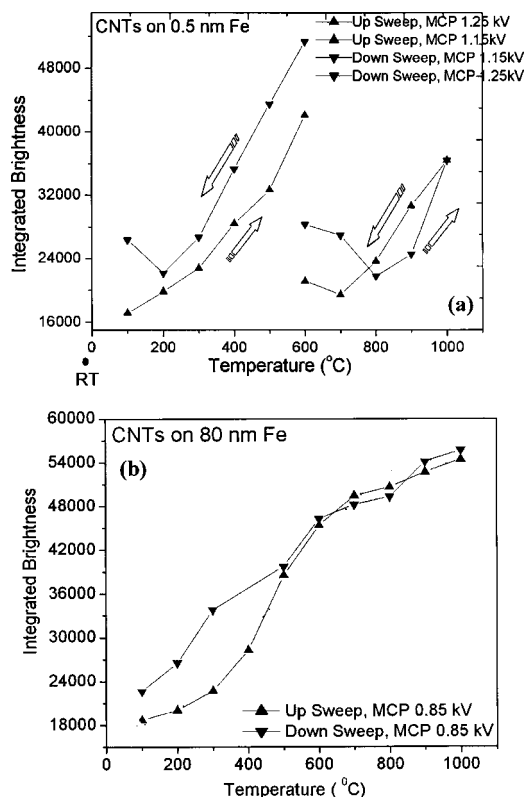 CNTs on 0.5 nm Fe
(a)
Up Sweep, MCP 1.25 kV
Up Sweep, MCP 1.15kV
Down Sweep, MCP 1.15kV
Down Sweep, MCP 1.25kV
48000
40000
32000
24000
16000
Integrated Brightness
0 200 400 600 800 1000
RT
Temperature (°C)
60000
CNTs on 80 nm Fe
(b)
54000
48000
42000
36000
30000
24000
18000
Integrated Brightness
Up Sweep, MCP 0.85 kV
Down Sweep, MCP 0.85 kV
0 200 400 600 800 1000
Temperature ( °C)